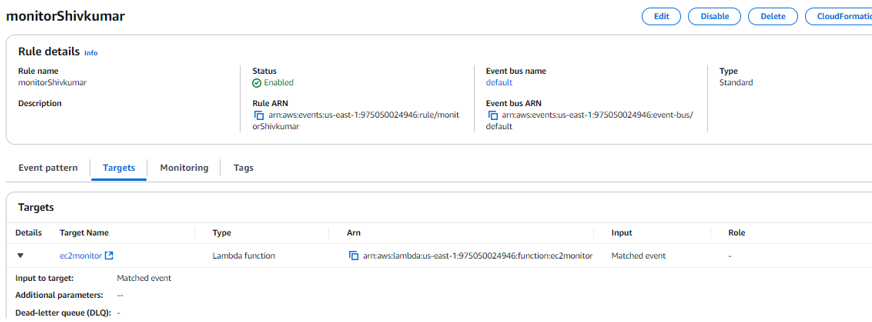 monitorShivkumar
Edit
Disable
Delete
CloudFormatio
Rule details Info
Rule name
monitorShivkumar
Status
Enabled
Event bus name
default
Type
Standard
Description
Rule ARN
arn:aws:events:us-east-1:975050024946:rule/monit
orShivkumar
Event bus ARN
arn:aws:events:us-east-1:975050024946:event-bus/
default
Event pattern
Targets
Monitoring
Tags
Targets
Details Target Name Type Arn Input Role
ec2monitor Lambda function arn:aws:lambda:us-east-1:975050024946:function:ec2monitor Matched event -
Input to target: Matched event
Additional parameters: --
Dead-letter queue (DLQ): -